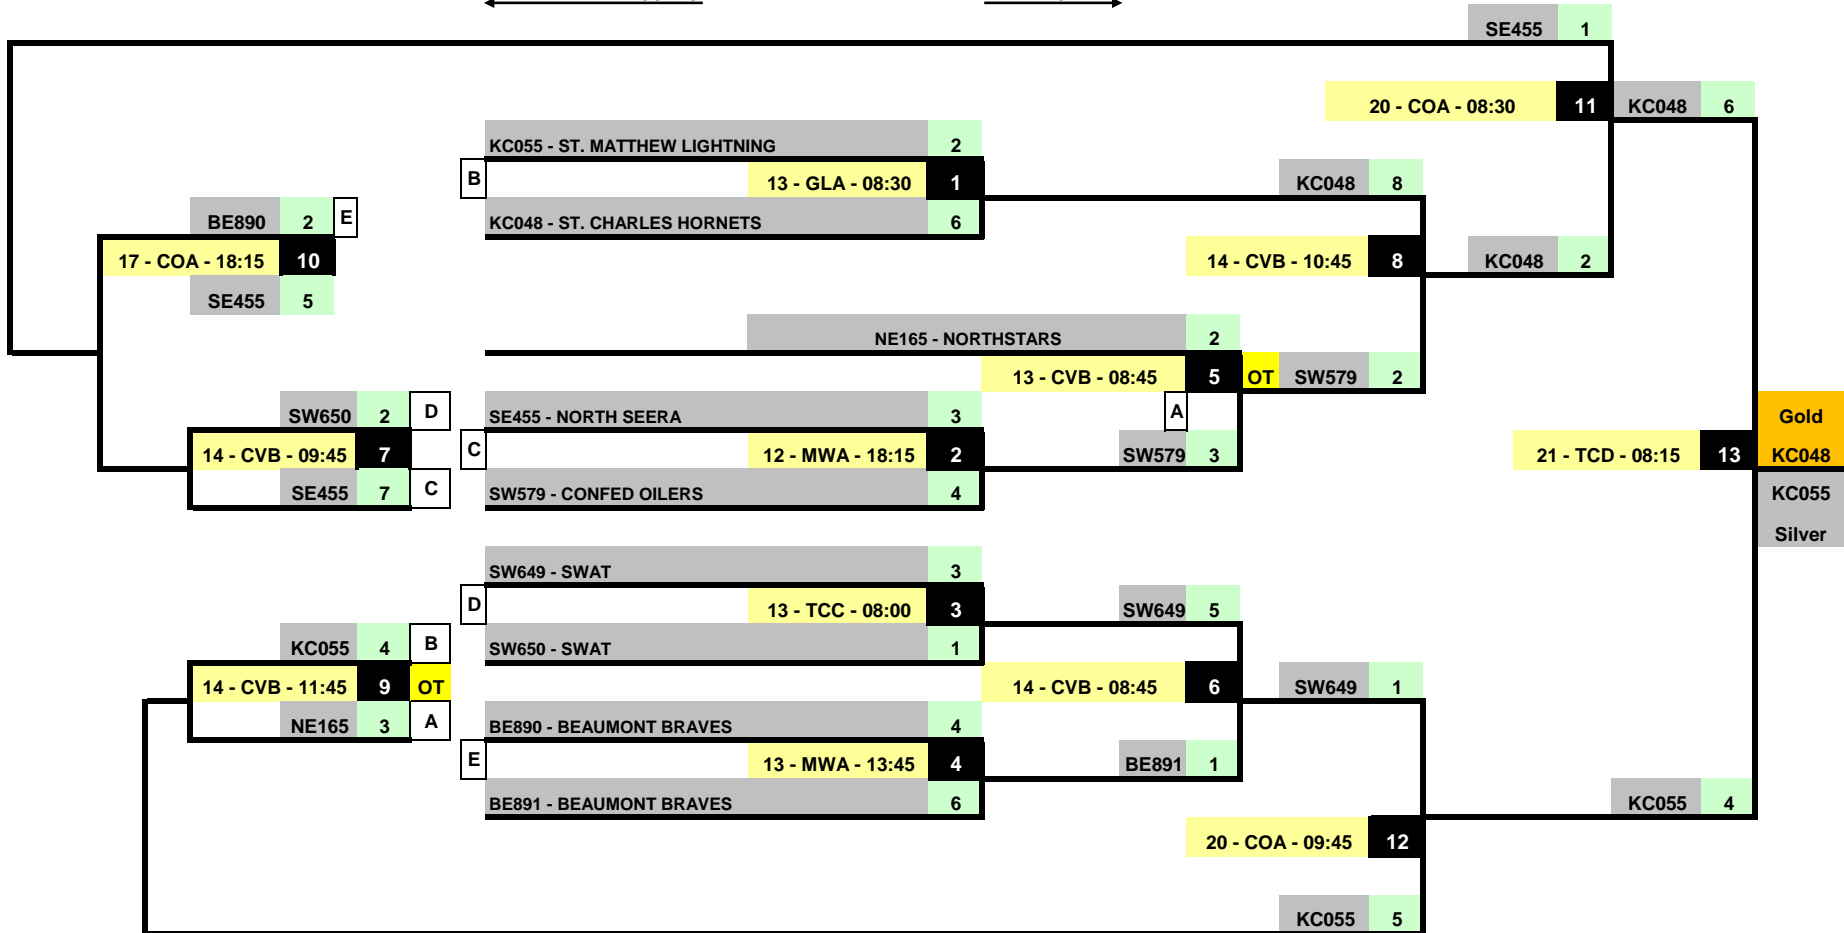 SE455 1
20 - COA - 08:30 11 KC048 6
KC055 - ST. MATTHEW LIGHTNING 2
B 13 - GLA - 08:30 1 KC048 8
BE890 2 E KC048 - ST. CHARLES HORNETS 6
17 - COA - 18:15 10 14 - CVB - 10:45 8 KC048 2
SE455 5
NE165 - NORTHSTARS 2
13 - CVB - 08:45 5 OT SW579 2
SW650 2 D SE455 - NORTH SEERA 3 A Gold
14 - CVB - 09:45 7 C 12 - MWA - 18:15 2 SW579 3 21 - TCD - 08:15 13 KC048
SE455 7 C SW579 - CONFED OILERS 4 KC055
Silver
SW649 - SWAT 3
D 13 - TCC - 08:00 3 SW649 5
KC055 4 B SW650 - SWAT 1
14 - CVB - 11:45 9 OT 14 - CVB - 08:45 6 SW649 1
NE165 3 A BE890 - BEAUMONT BRAVES 4
E 13 - MWA - 13:45 4 BE891 1
BE891 - BEAUMONT BRAVES 6 KC055 4
20 - COA - 09:45 12
KC055 5